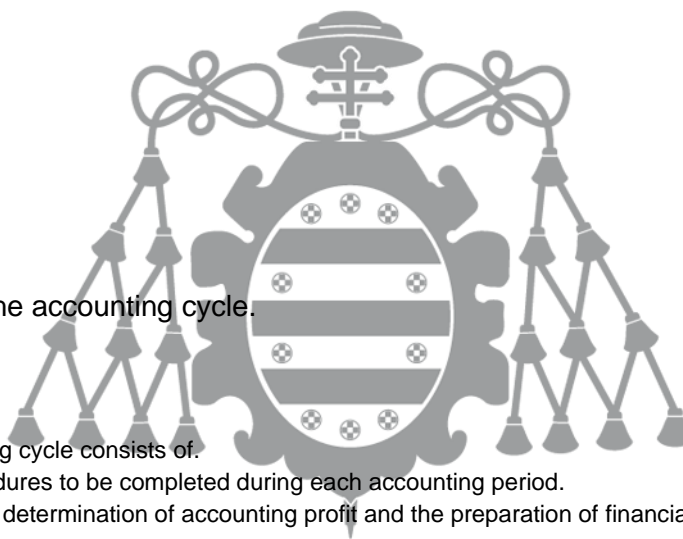 ne accounting cycle.
g cycle consists of.
dures to be completed during each accounting period.
determination of accounting profit and the preparation of financia